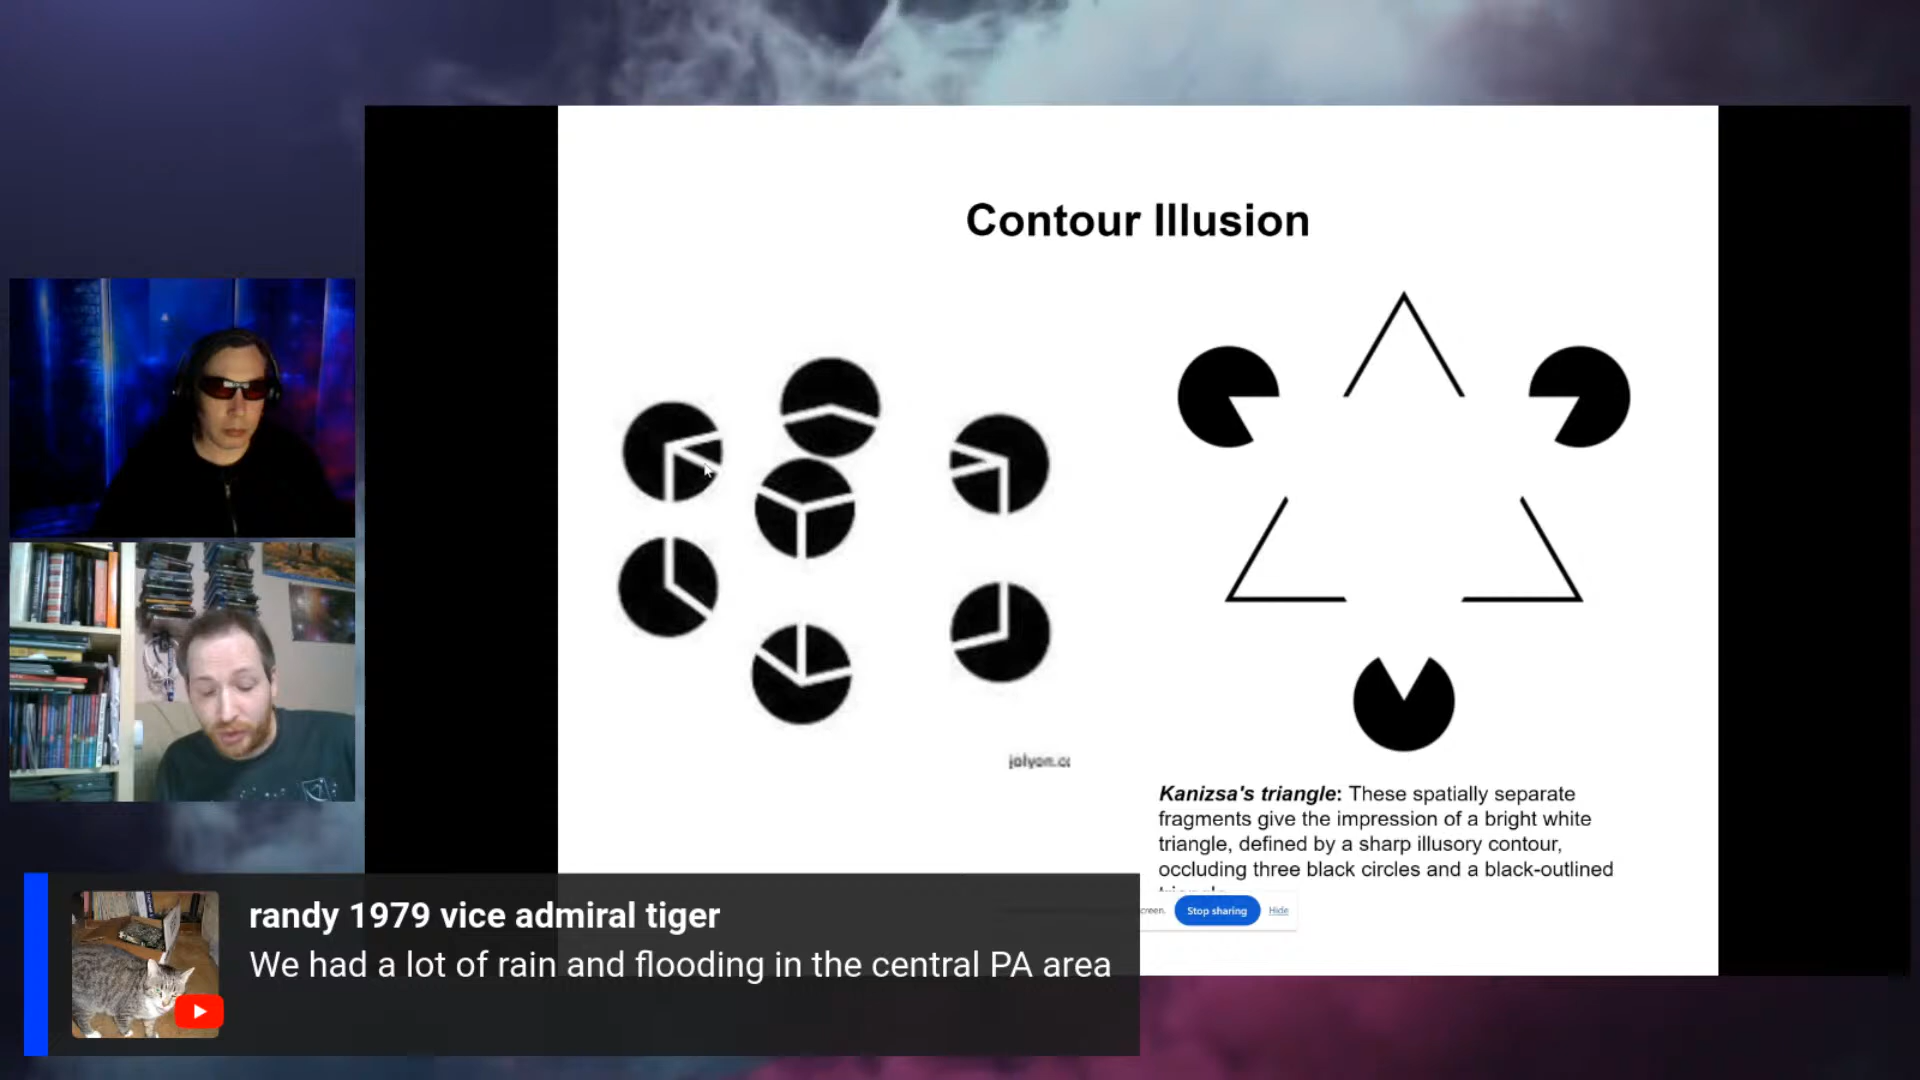 Contour Illusion
Kanizsa's triangle: These spatially separate
fragments give the impression of a bright white
triangle, defined by a sharp illusory contour,
occluding three black circles and a black-outlined
Stop sharing
Hide
randy 1979 vice admiral tiger
We had a lot of rain and flooding in the central PA area